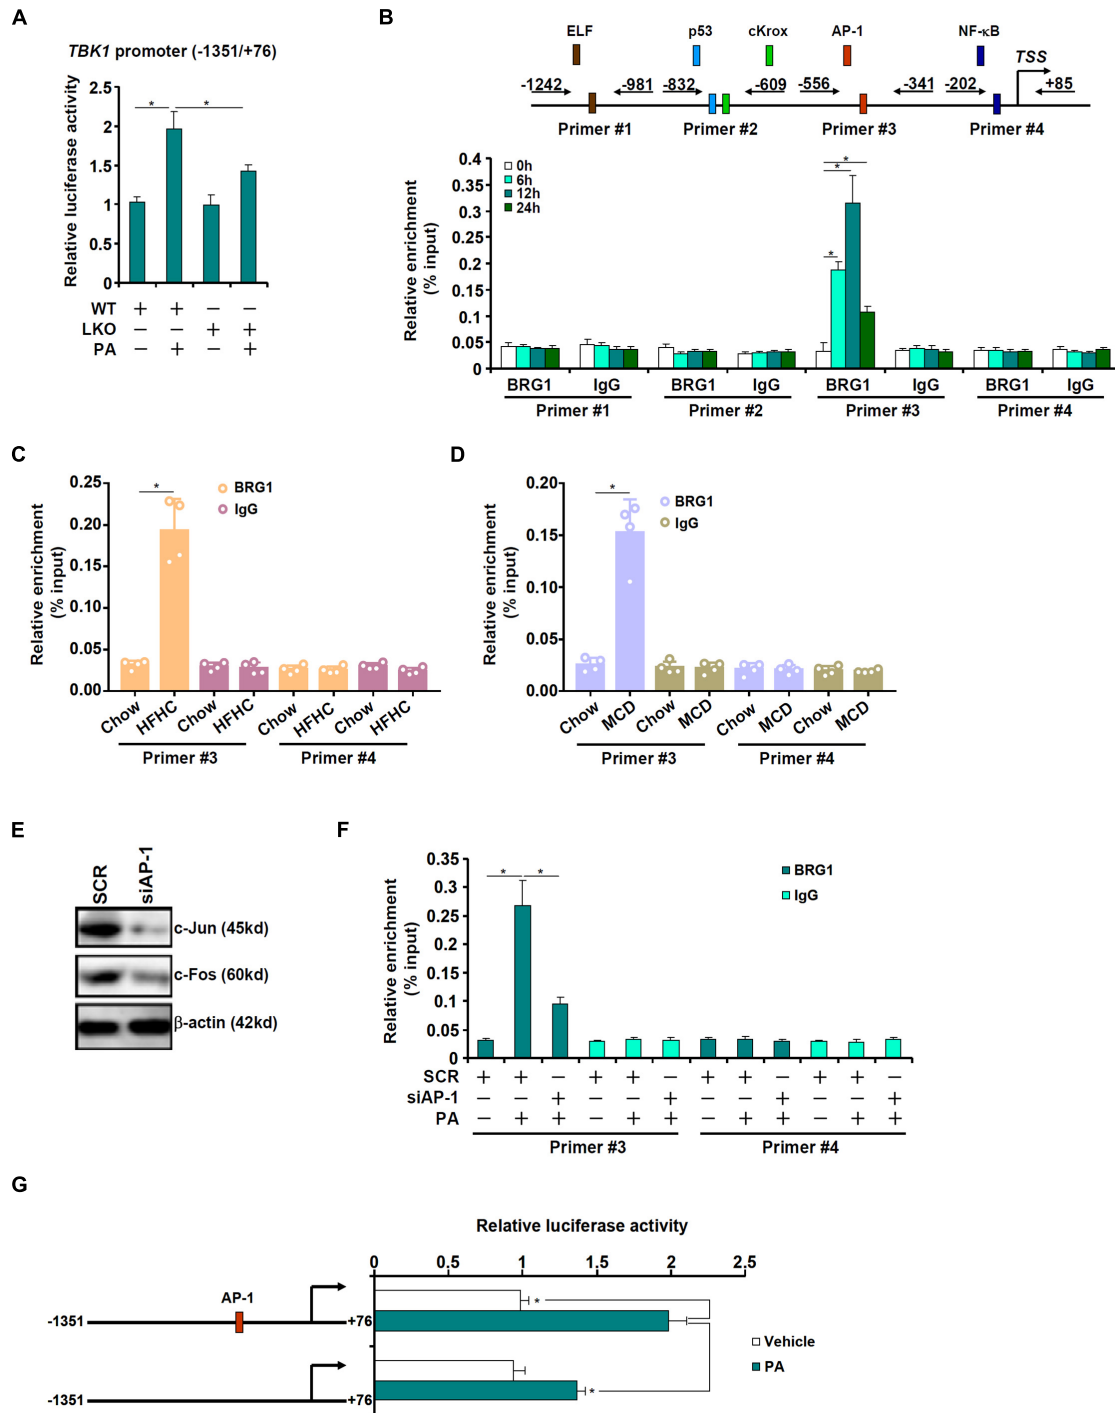 A
TBK1 promoter (-1351/+76)
Relative luciferase activity
2.5
2
1.5
1
0.5
0
* *
WT + + − −
LKO − − + +
PA − + − +
B
ELF p53 cKrox AP-1 NF-κB TSS
-1242 -981 -832 -609 -556 -341 -202 +85
Primer #1 Primer #2 Primer #3 Primer #4
Relative enrichment
(% input)
0.4
0.35
0.3
0.25
0.2
0.15
0.1
0.05
0
0h
6h
12h
24h
*
*
*
BRG1 IgG BRG1 IgG BRG1 IgG BRG1 IgG
Primer #1 Primer #2 Primer #3 Primer #4
C
Relative enrichment
(% input)
0.25
0.20
0.15
0.10
0.05
0.00
*
BRG1
IgG
Chow HFHC Chow HFHC Chow HFHC Chow HFHC
Primer #3 Primer #4
D
Relative enrichment
(% input)
0.20
0.15
0.10
0.05
0.00
*
BRG1
IgG
Chow MCD Chow MCD Chow MCD Chow MCD
Primer #3 Primer #4
E
SCR siAP-1
c-Jun (45kd)
c-Fos (60kd)
β-actin (42kd)
F
Relative enrichment
(% input)
0.35
0.3
0.25
0.2
0.15
0.1
0.05
0
* *
BRG1
IgG
SCR + + − + + − + + − + + −
siAP-1 − − + − − + − − + − − +
PA − + + − + + − + + − + +
Primer #3 Primer #4
G
Relative luciferase activity
0 0.5 1 1.5 2 2.5
AP-1
-1351 +76
*
Vehicle
PA
-1351 +76
*